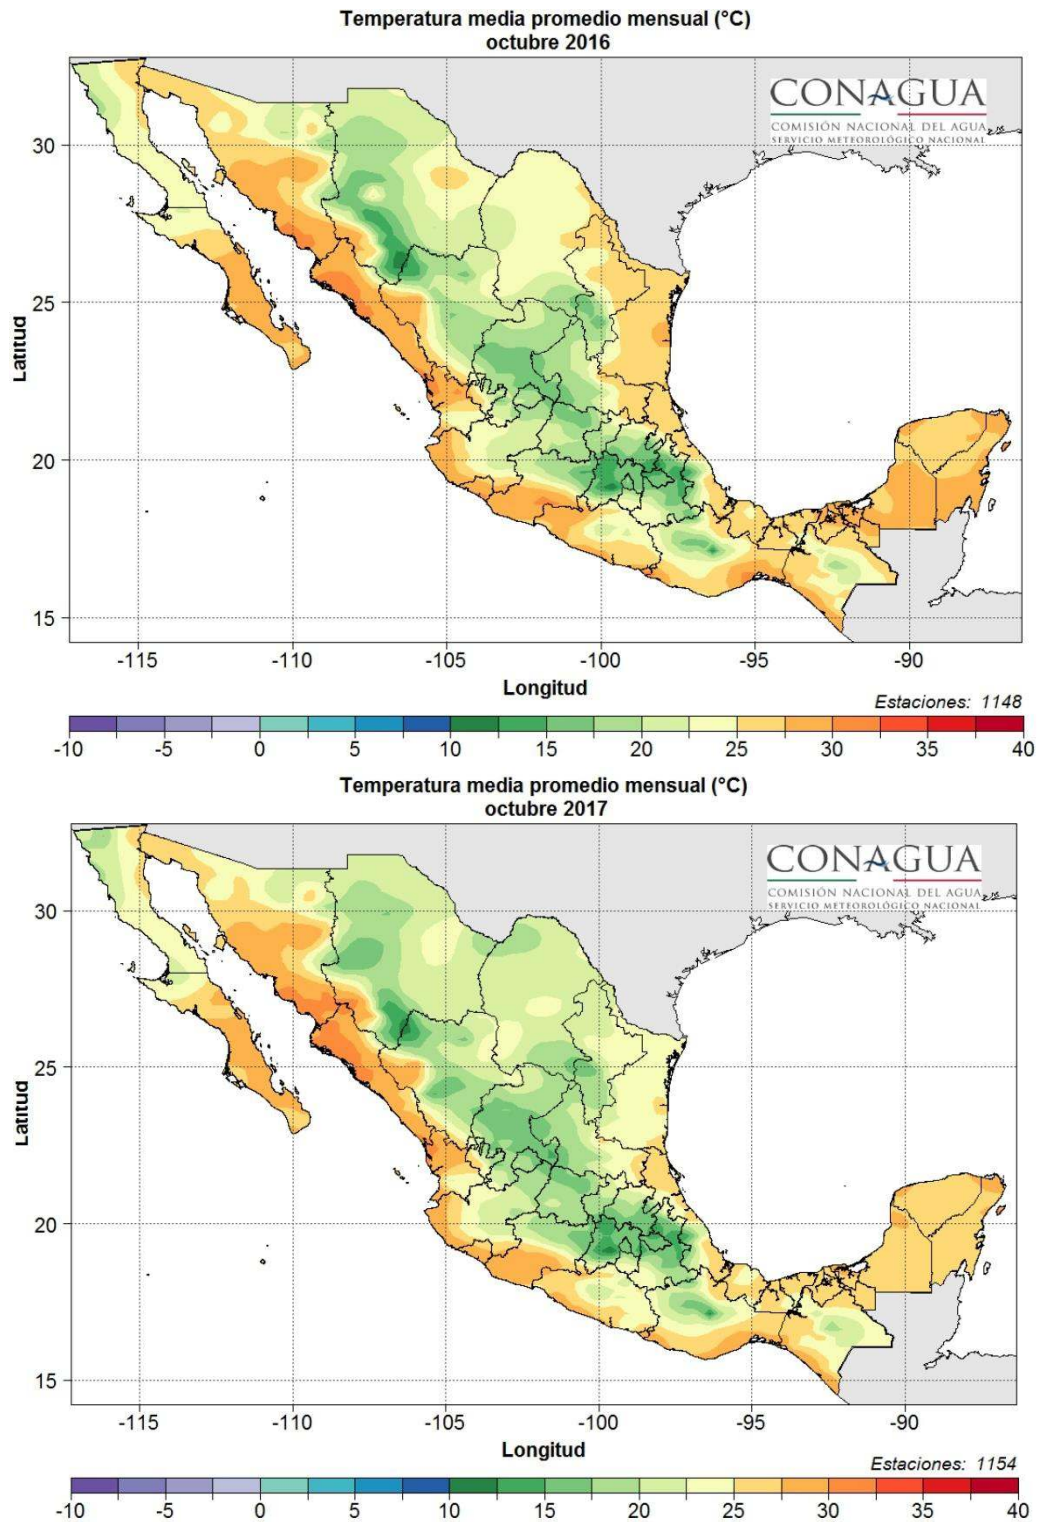 Temperatura media promedio mensual (°C)
octubre 2016
CONAGUA
COMISIÓN NACIONAL DEL AGUA
SERVICIO METEOROLÓGICO NACIONAL
30
25
Latitud
20
15
-115 -110 -105 -100 -95 -90
Longitud
Estaciones: 1148
-10 -5 0 5 10 15 20 25 30 35 40
Temperatura media promedio mensual (°C)
octubre 2017
CONAGUA
COMISIÓN NACIONAL DEL AGUA
SERVICIO METEOROLÓGICO NACIONAL
30
25
Latitud
20
15
-115 -110 -105 -100 -95 -90
Longitud
Estaciones: 1154
-10 -5 0 5 10 15 20 25 30 35 40